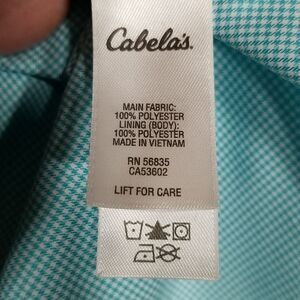 Cabela's.
MAIN FABRIC:
100% POLYESTER
LINING (BODY):
100% POLYESTER
MADE IN VIETNAM
RN 56835
CA53602
LIFT FOR CARE